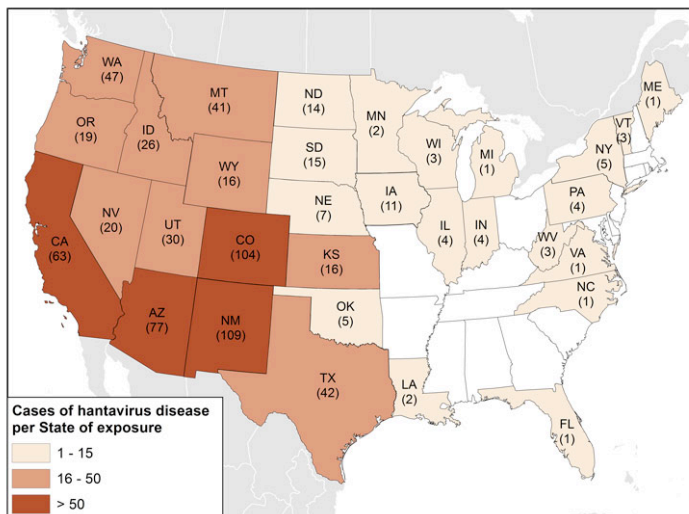 WA
(47)
MT
(41)
ND
(14)
MN
(2)
ME
(1)
VT
(3)
OR
(19)
ID
(26)
SD
(15)
WI
(3)
MI
(1)
NY
(5)
WY
(16)
NE
(7)
IA
(11)
PA
(4)
NV
(20)
UT
(30)
CO
(104)
KS
(16)
IL
(4)
IN
(4)
WV
(3)
VA
(1)
CA
(63)
AZ
(77)
NM
(109)
OK
(5)
NC
(1)
TX
(42)
LA
(2)
FL
(1)
Cases of hantavirus disease
per State of exposure
1 - 15
16 - 50
> 50